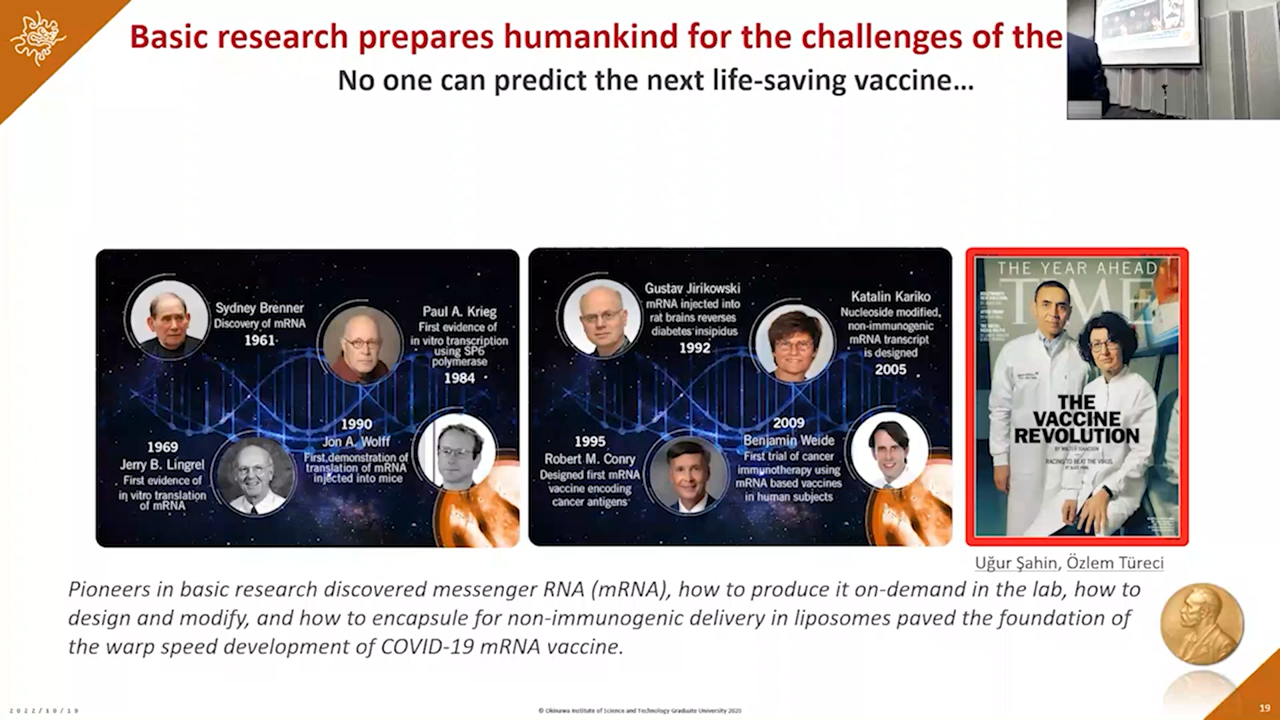 Basic research prepares humankind for the challenges of the
No one can predict the next life-saving vaccine...
Sydney Brenner
Discovery of mRNA
1961
Paul A. Krieg
First evidence of
in vitro transcription
using SP6
polymerase
1984
1969
Jerry B. Lingrel
First evidence of
in vitro translation
of mRNA
1990
Jon A. Wolff
First demonstration of
translation of mRNA
injected into mice
Gustav Jirikowski
mRNA injected into
rat brains reverses
diabetes insipidus
1992
Katalin Kariko
Nucleoside modified,
non-immunogenic
mRNA transcript
is designed
2005
1995
Robert M. Conry
Designed first mRNA
vaccine encoding
cancer antigens
2009
Benjamin Weide
First trial of cancer
immunotherapy using
mRNA based vaccines
in human subjects
THE YEAR AHEAD
TIME
THE
VACCINE
REVOLUTION
BY WALTER ISAACSON
RACING TO BEAT THE VIRUS
Uğur Şahin, Özlem Türeci
Pioneers in basic research discovered messenger RNA (mRNA), how to produce it on-demand in the lab, how to
design and modify, and how to encapsule for non-immunogenic delivery in liposomes paved the foundation of
the warp speed development of COVID-19 mRNA vaccine.
2022/10/19
© Okinawa Institute of Science and Technology Graduate University 2020
19